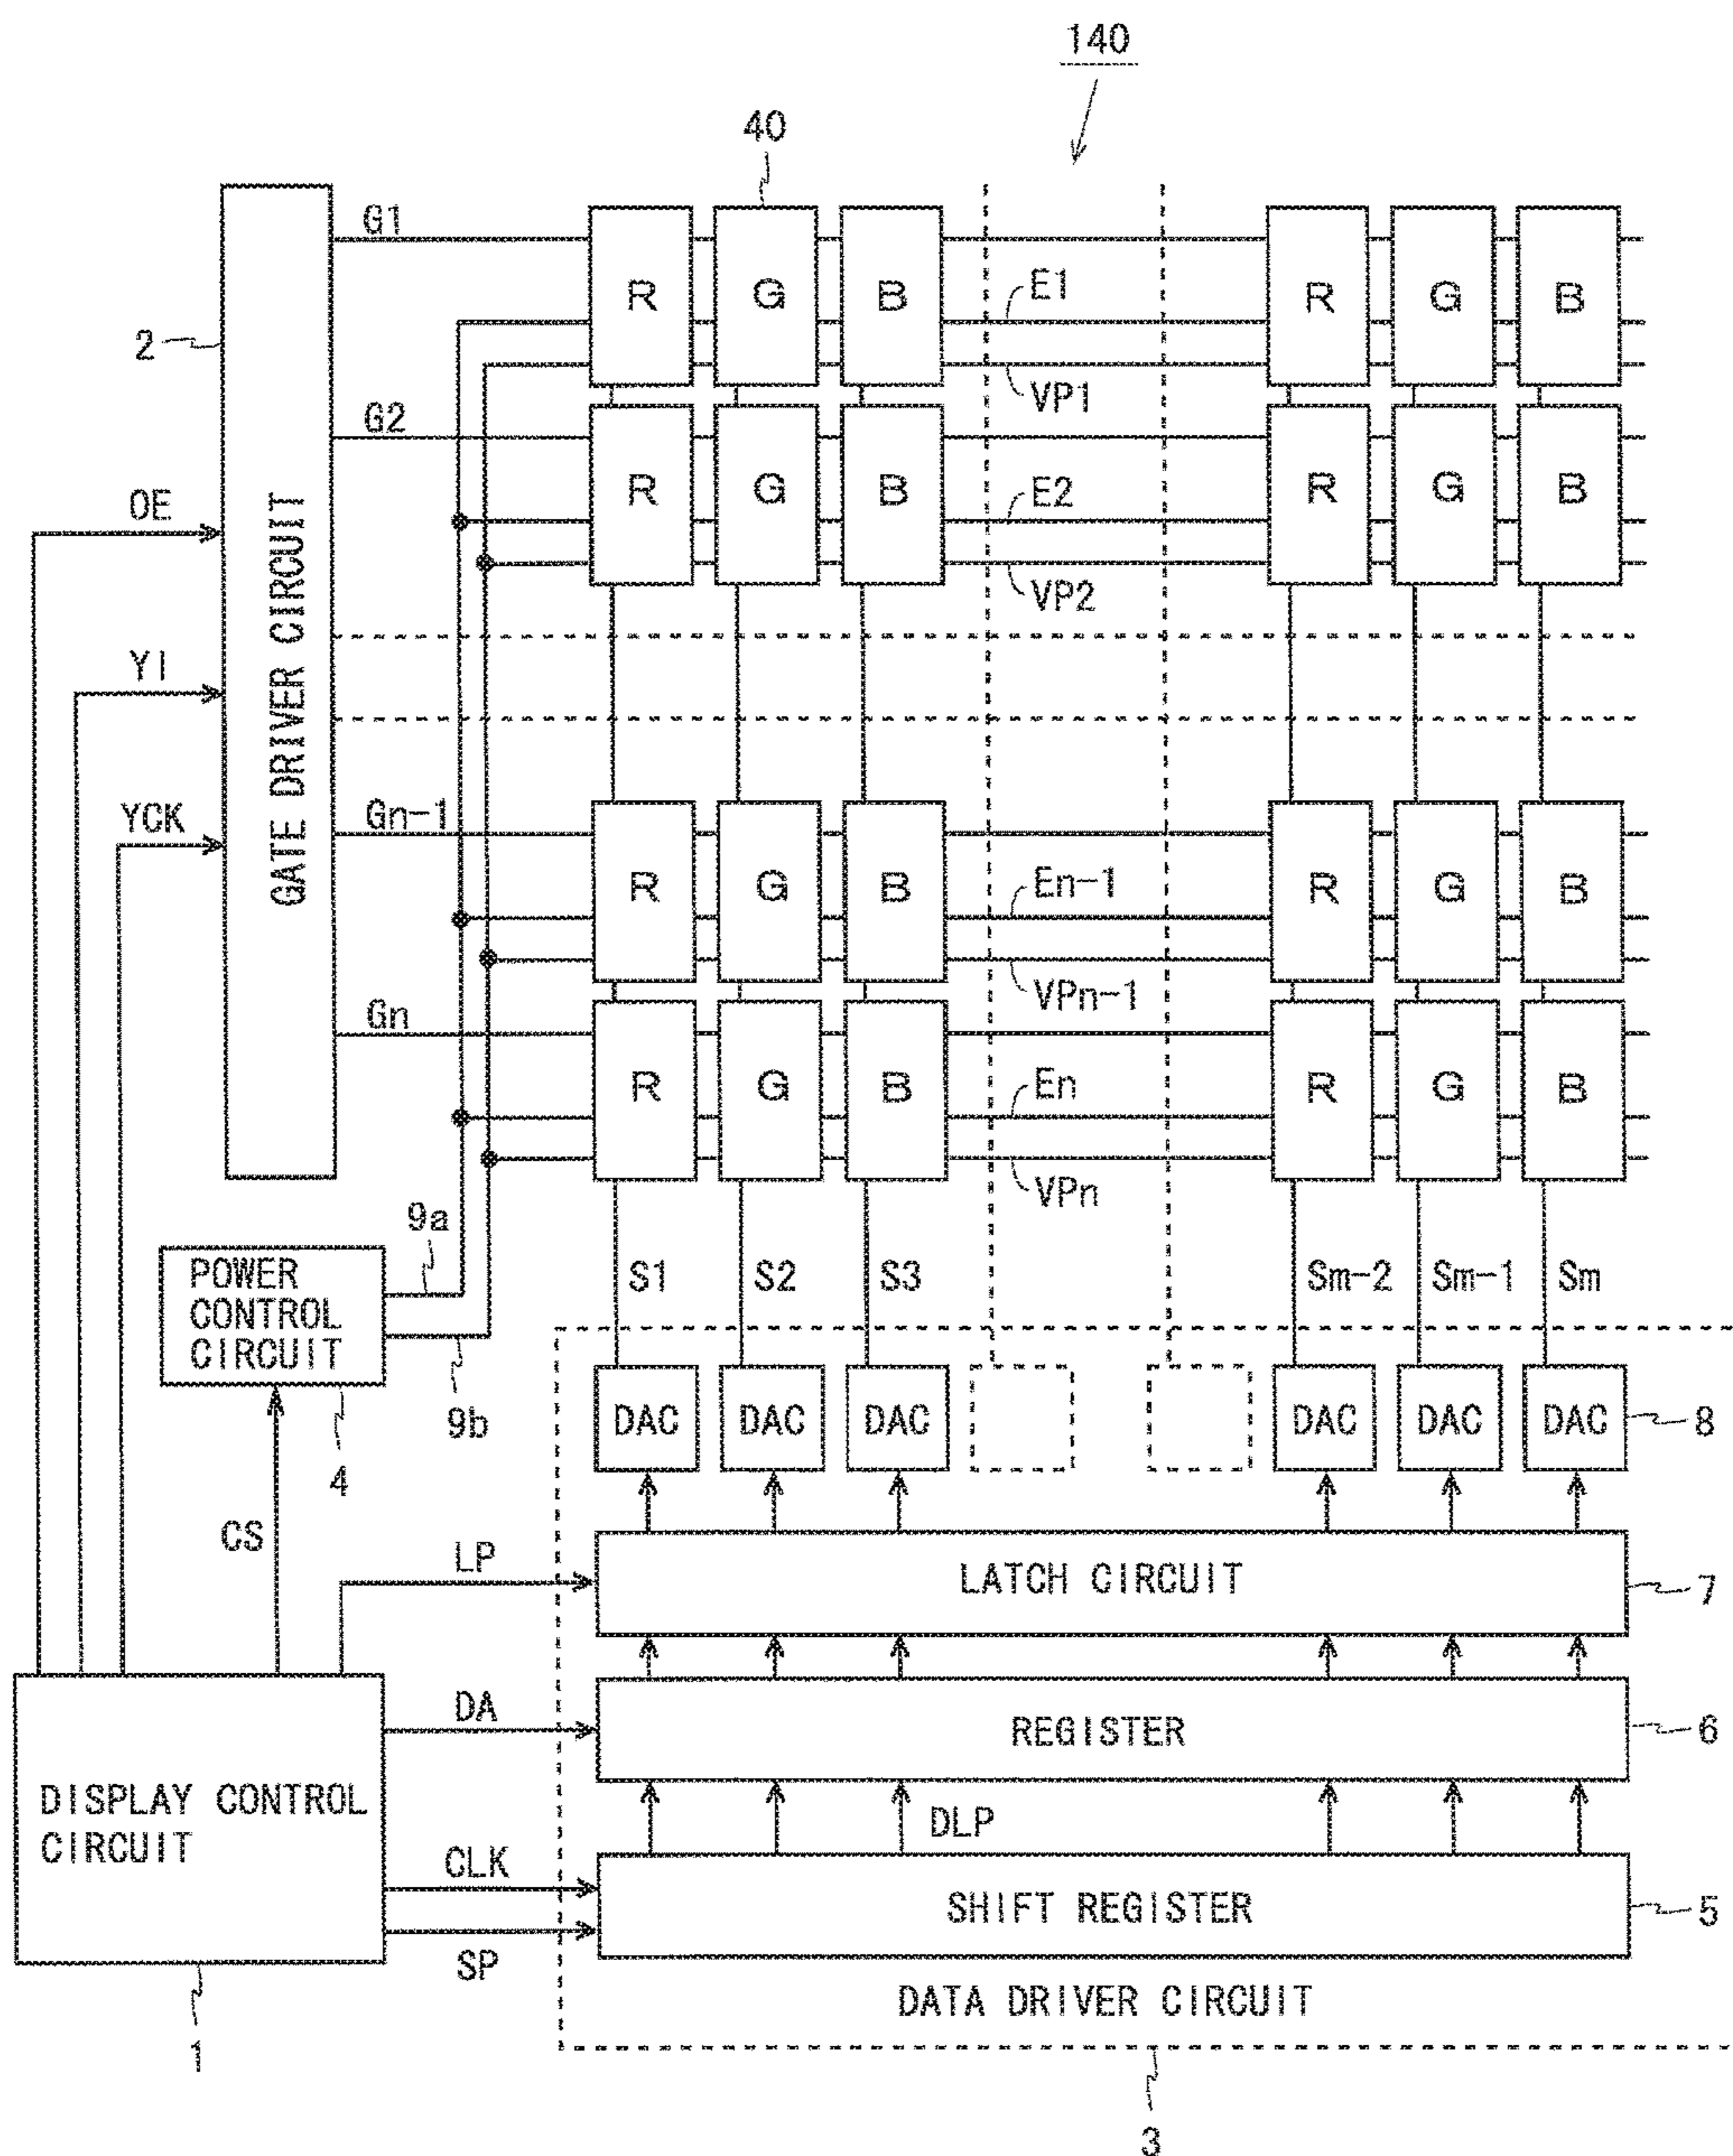 140
40
G1
R G B R G B
E1
2
VP1
G2
R G B R G B
E2
OE
VP2
YI
GATE DRIVER CIRCUIT
YCK
Gn-1
R G B R G B
En-1
VPn-1
Gn
R G B R G B
En
VPn
9a
POWER
CONTROL
CIRCUIT
S1 S2 S3 Sm-2 Sm-1 Sm
9b
4
DAC DAC DAC DAC DAC DAC 8
CS
LP
LATCH CIRCUIT
7
DA
REGISTER
6
DISPLAY CONTROL
CIRCUIT
DLP
CLK
SHIFT REGISTER
5
SP
DATA DRIVER CIRCUIT
1
3